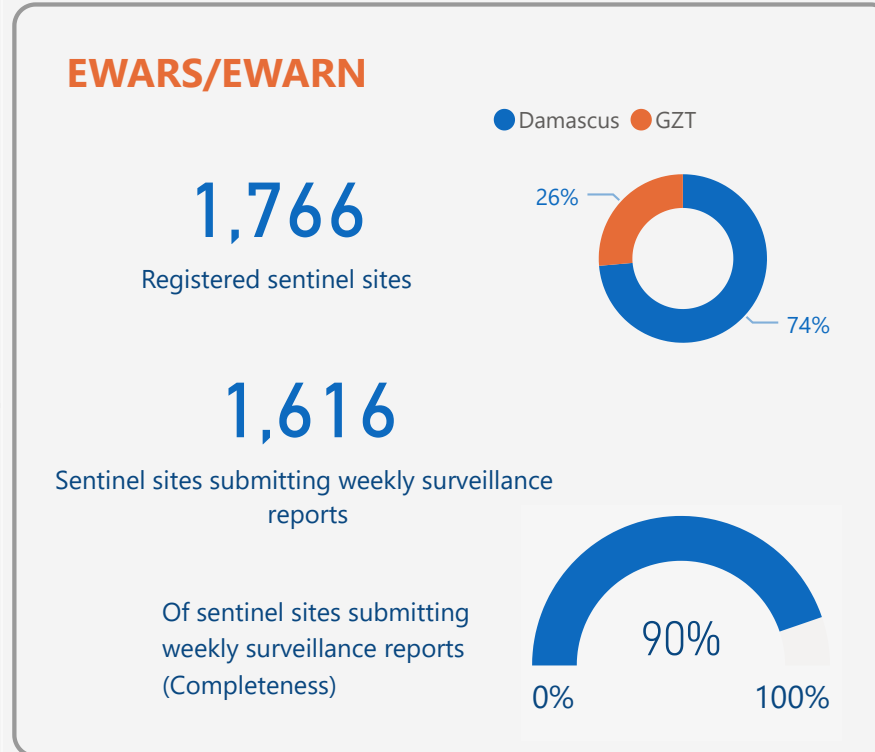 EWARS/EWARN
Damascus GZT
1,766
Registered sentinel sites
26%
74%
1,616
Sentinel sites submitting weekly surveillance
reports
Of sentinel sites submitting
weekly surveillance reports
(Completeness)
90%
0% 100%